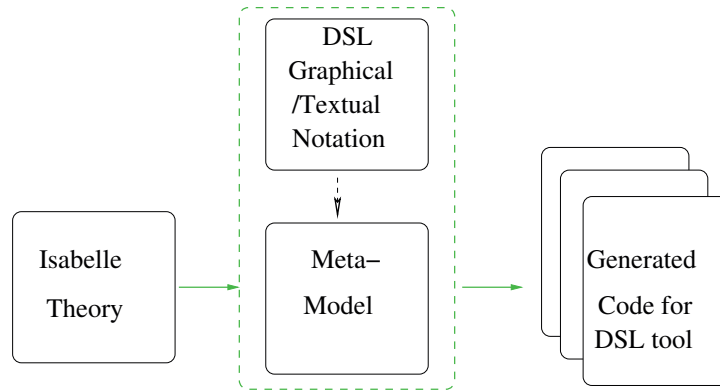 DSL
Graphical
/Textual
Notation
Isabelle
Theory
Meta−
Model
Generated
Code for
DSL tool